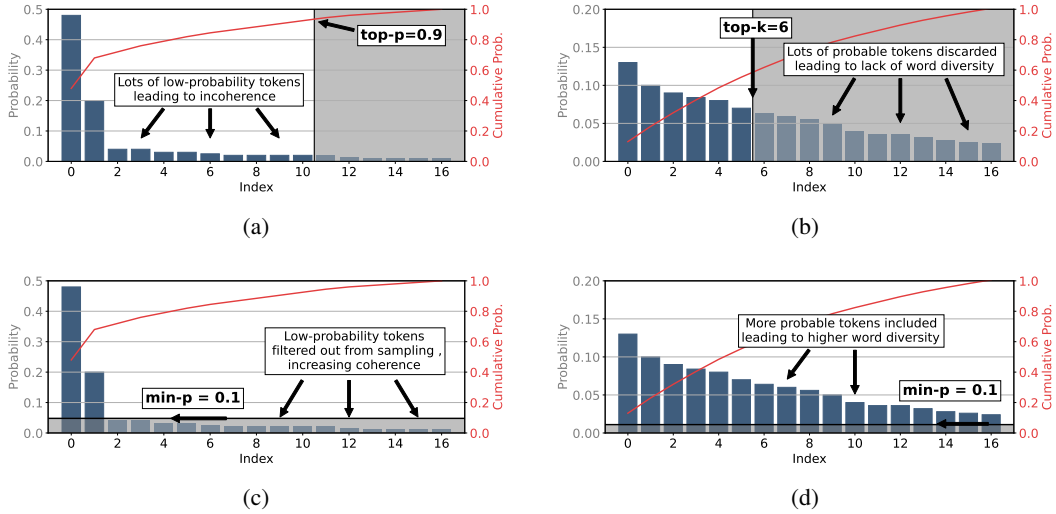 0.5
0.4
0.3
0.2
0.1
0.0
Probability
0 2 4 6 8 10 12 14 16
Index
1.0
0.8
0.6
0.4
0.2
0.0
Cumulative Prob.
top-p=0.9
Lots of low-probability tokens
leading to incoherence
(a)
0.20
0.15
0.10
0.05
0.00
Probability
0 2 4 6 8 10 12 14 16
Index
1.0
0.8
0.6
0.4
0.2
0.0
Cumulative Prob.
top-k=6
Lots of probable tokens discarded
leading to lack of word diversity
(b)
0.5
0.4
0.3
0.2
0.1
0.0
Probability
0 2 4 6 8 10 12 14 16
Index
1.0
0.8
0.6
0.4
0.2
0.0
Cumulative Prob.
Low-probability tokens
filtered out from sampling ,
increasing coherence
min-p = 0.1
(c)
0.20
0.15
0.10
0.05
0.00
Probability
0 2 4 6 8 10 12 14 16
Index
1.0
0.8
0.6
0.4
0.2
0.0
Cumulative Prob.
More probable tokens included
leading to higher word diversity
min-p = 0.1
(d)